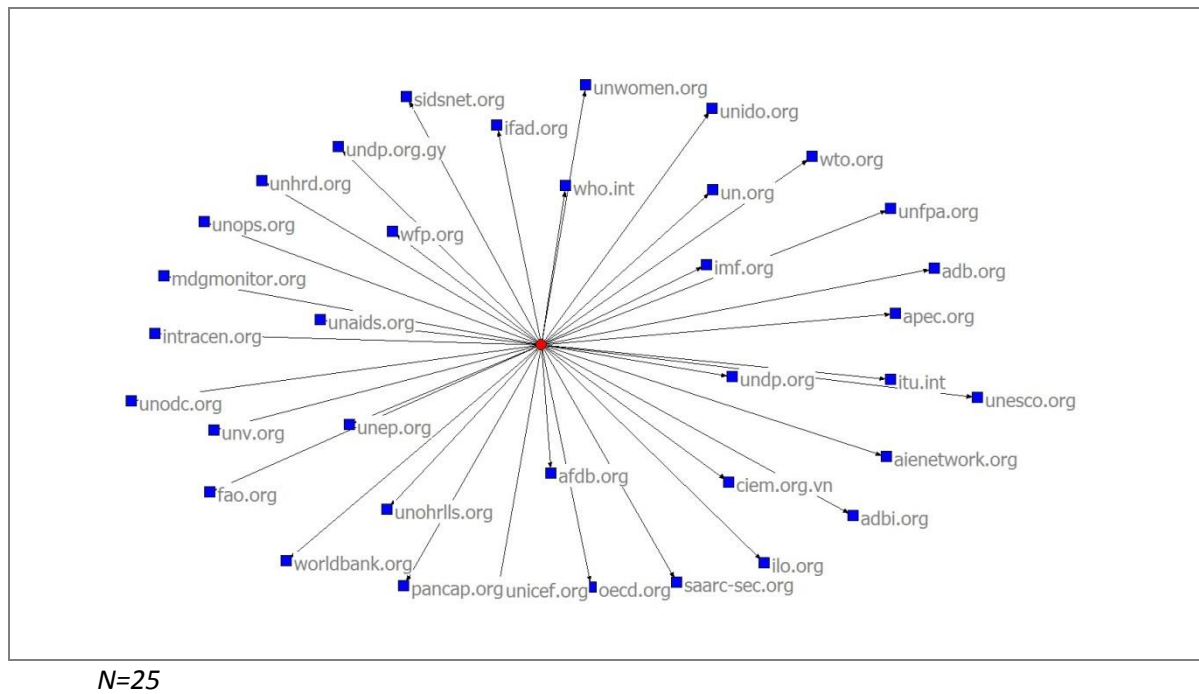 unwomen.org
sidsnet.org
unido.org
ifad.org
undp.org.gy
wto.org
unhrd.org
who.int
un.org
unfpa.org
unops.org
wfp.org
imf.org
adb.org
mdgmonitor.org
apec.org
unaids.org
intracen.org
undp.org
itu.int
unesco.org
unodc.org
unv.org
unep.org
aienetwork.org
afdb.org
ciem.org.vn
fao.org
unohrlls.org
adbi.org
worldbank.org
ilo.org
pancap.org
unicef.org
oecd.org
saarc-sec.org
N=25